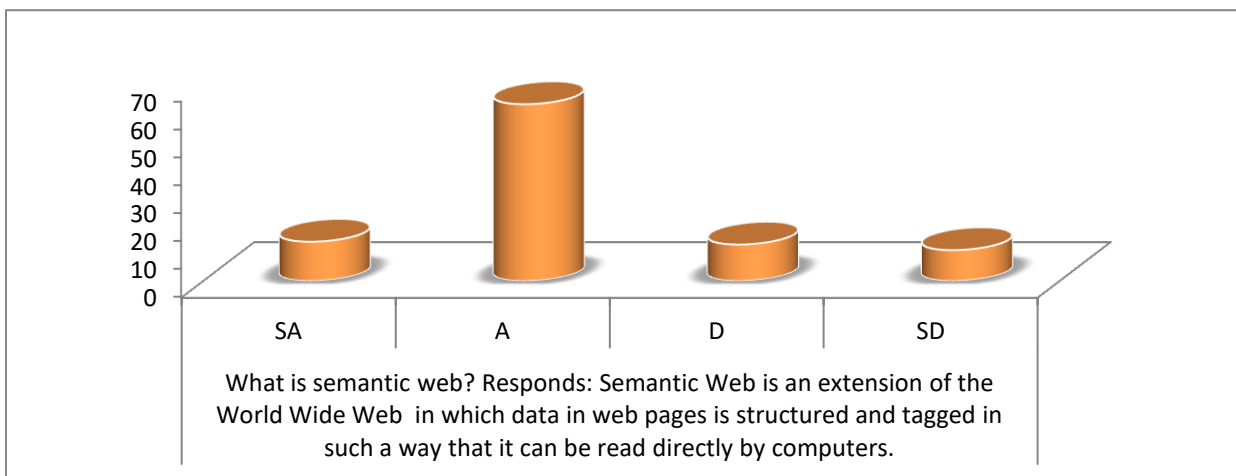 70
60
50
40
30
20
10
0
SA A D SD
What is semantic web? Responds: Semantic Web is an extension of the
World Wide Web in which data in web pages is structured and tagged in
such a way that it can be read directly by computers.